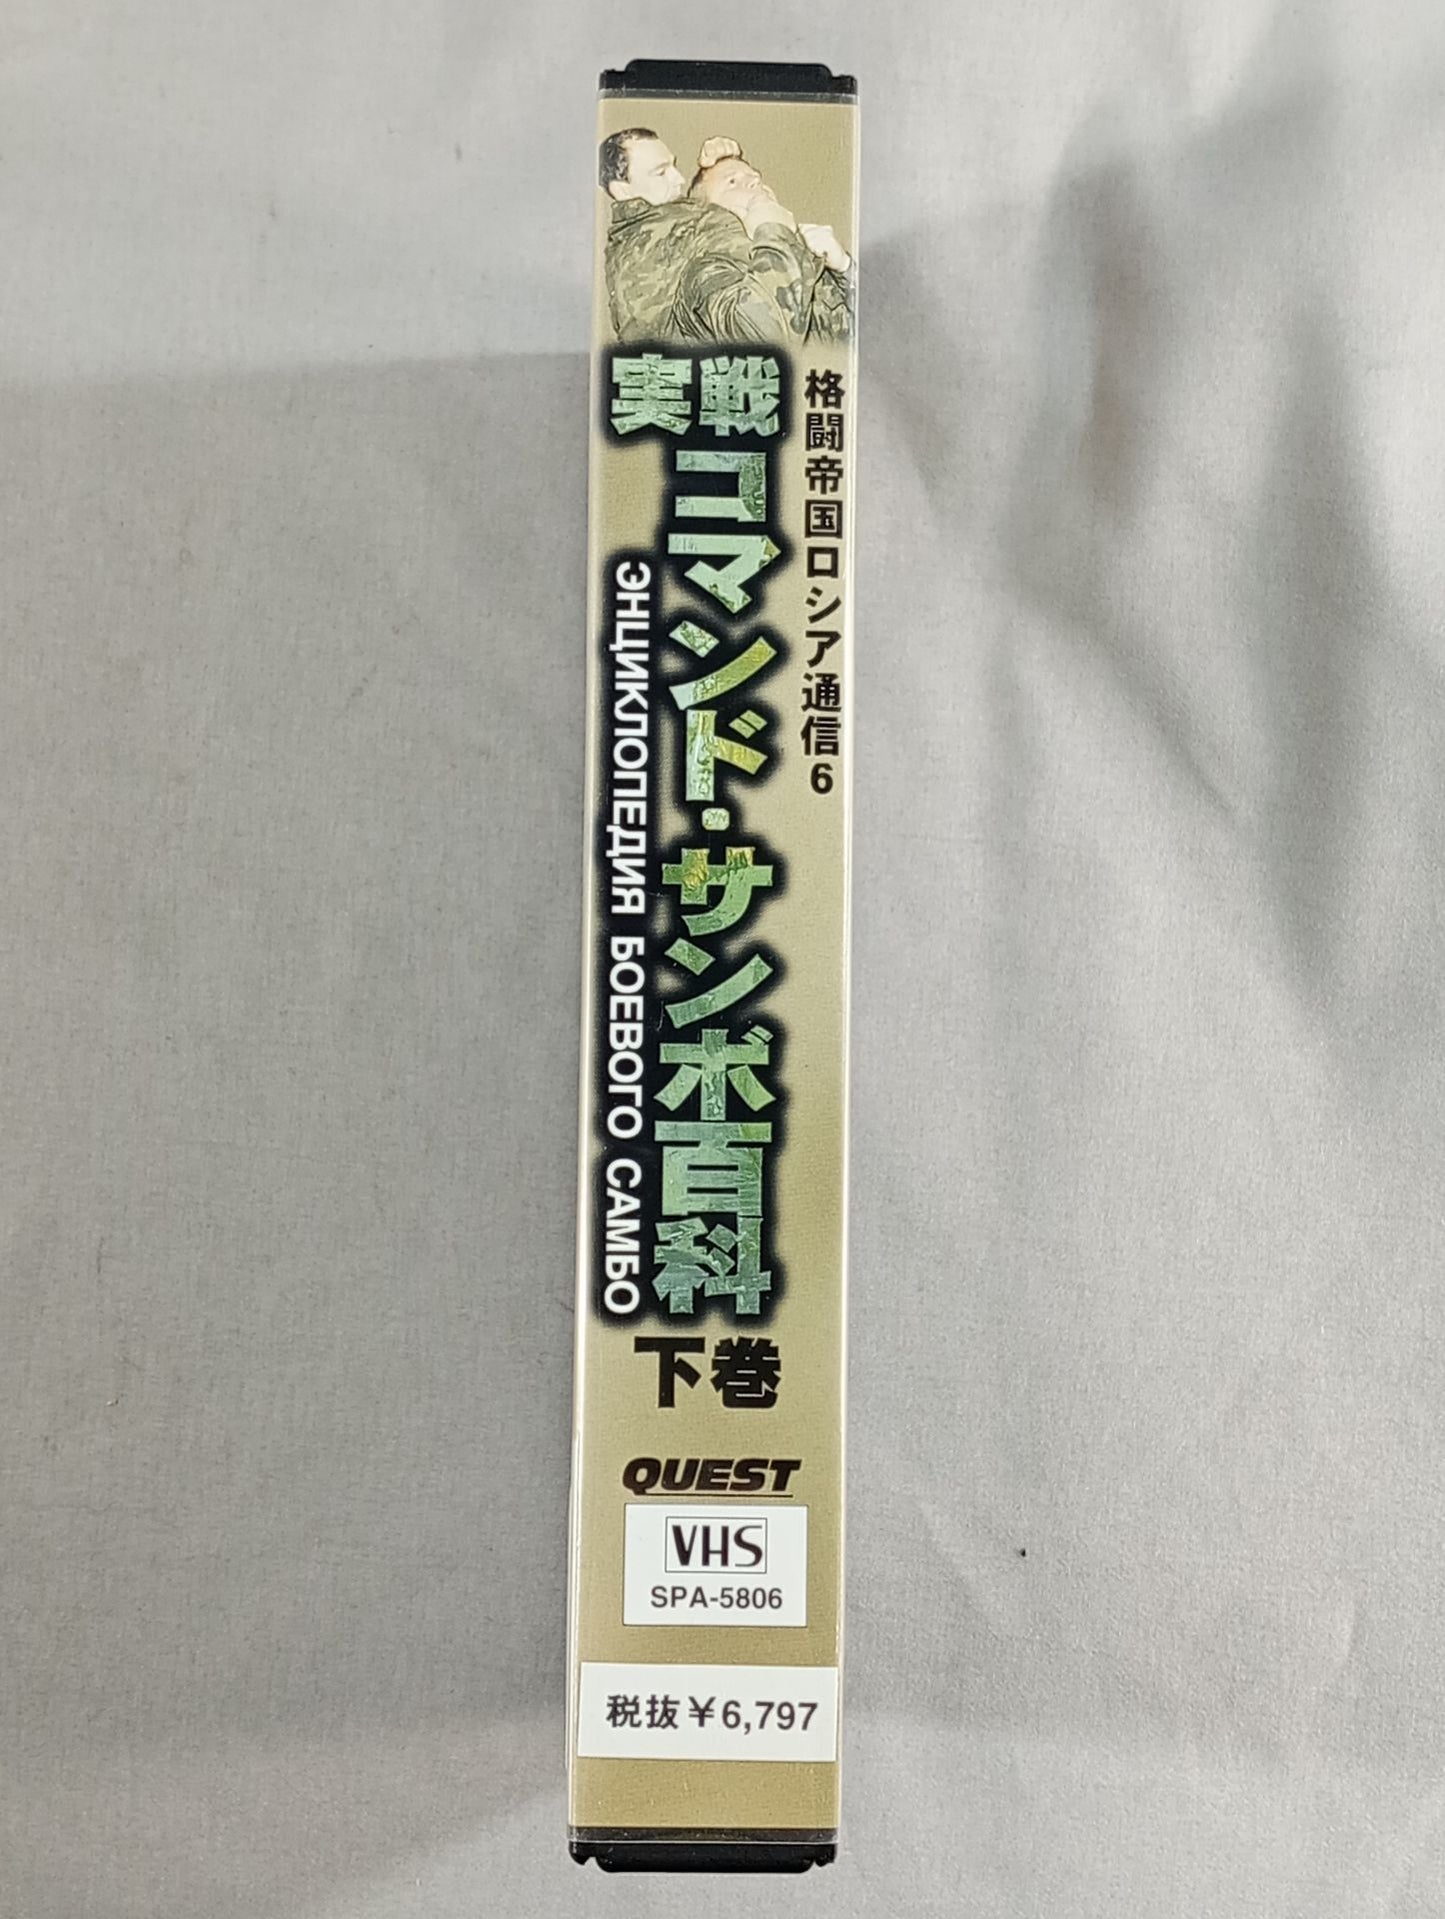 格闘帝国ロシア通信6
実戦
コマンド・サンボ百科
ЭНЦИКЛОПЕДИЯ БОЕВОГО САМБО
下巻
QUEST
VHS
SPA-5806
税抜¥6,797